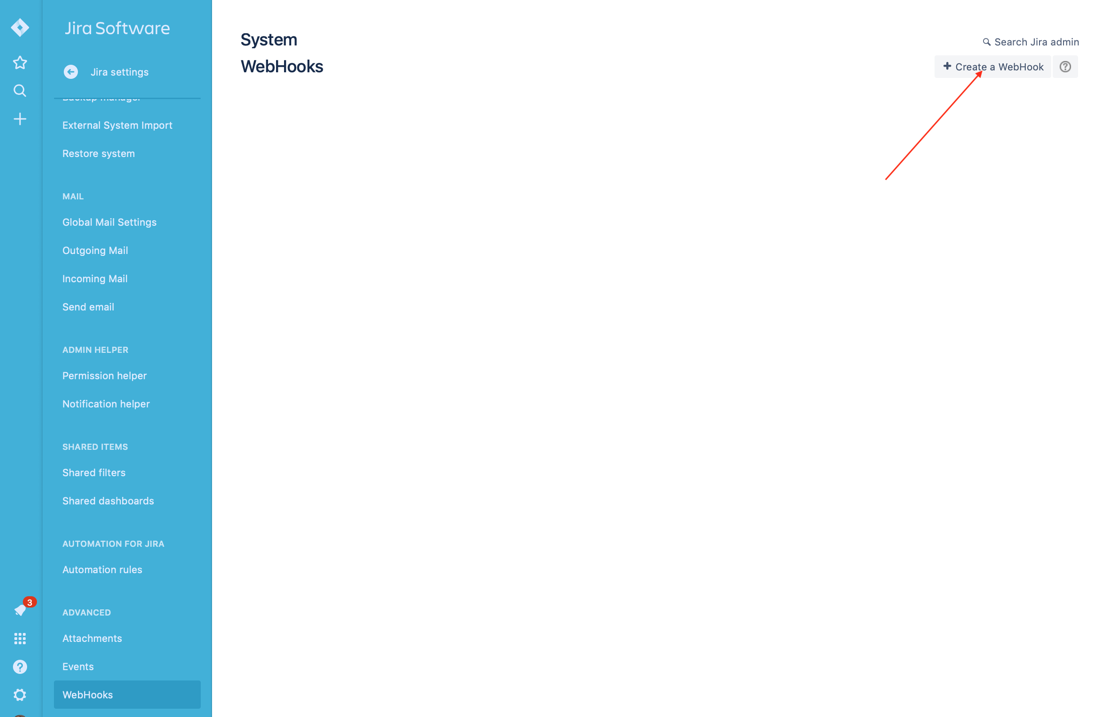 Jira Software
Jira settings
Backup manager
External System Import
Restore system
MAIL
Global Mail Settings
Outgoing Mail
Incoming Mail
Send email
ADMIN HELPER
Permission helper
Notification helper
SHARED ITEMS
Shared filters
Shared dashboards
AUTOMATION FOR JIRA
Automation rules
ADVANCED
Attachments
Events
WebHooks
3
System
Search Jira admin
WebHooks
+ Create a WebHook
?